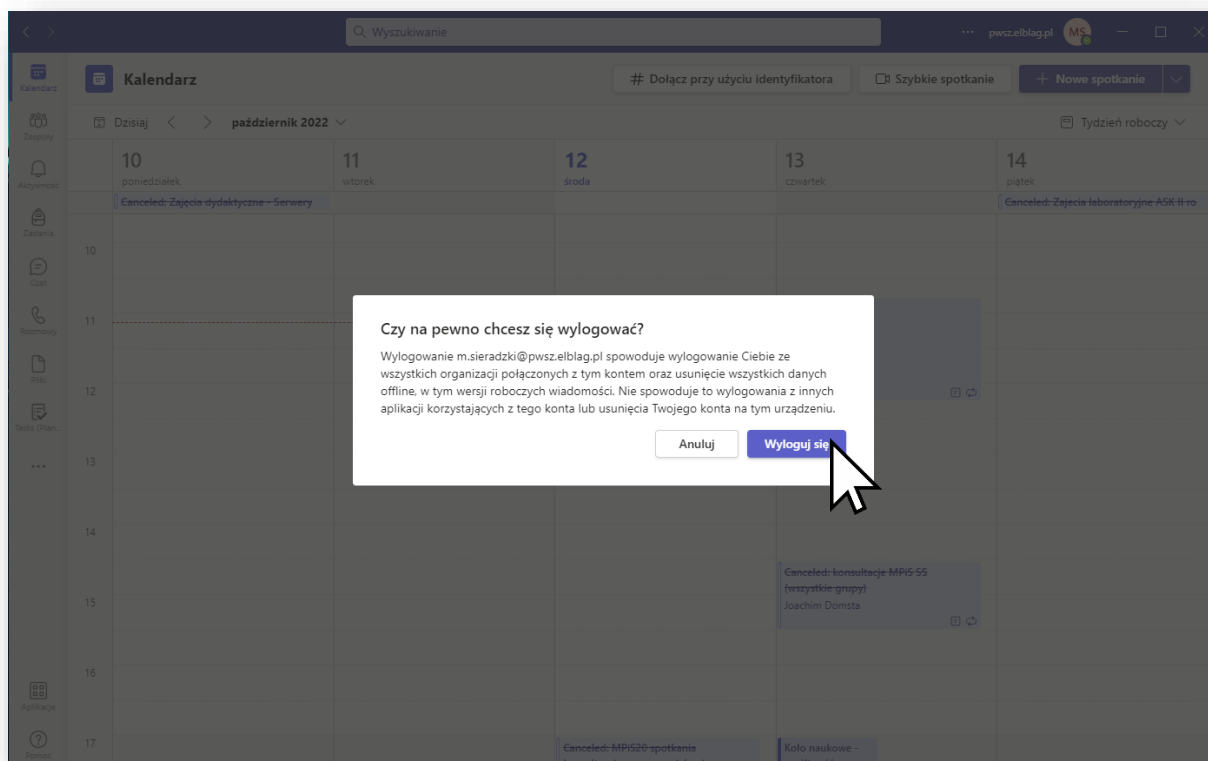 Wyszukiwanie
pwsz.elblag.pl
MS
Kalendarz
Kalendarz
# Dołącz przy użyciu identyfikatora
Szybkie spotkanie
+ Nowe spotkanie
Zespoły
Dzisiaj
październik 2022
Tydzień roboczy
Aktywność
10
poniedziałek
11
wtorek
12
środa
13
czwartek
14
piątek
Canceled: Zajęcia dydaktyczne - Serwery
Canceled: Zajecia laboratoryjne ASK II ro
Zadania
10
Czat
Rozmowy
11
Czy na pewno chcesz się wylogować?
Wylogowanie m.sieradzki@pwsz.elblag.pl spowoduje wylogowanie Ciebie ze
wszystkich organizacji połączonych z tym kontem oraz usunięcie wszystkich danych
offline, w tym wersji roboczych wiadomości. Nie spowoduje to wylogowania z innych
aplikacji korzystających z tego konta lub usunięcia Twojego konta na tym urządzeniu.
Anuluj
Wyloguj się
Pliki
12
Tasks (Plan...
13
14
Canceled: konsultacje MPiS S5
(wszystkie grupy)
Joachim Domsta
15
16
Aplikacje
17
Canceled: MPiS20 spotkania
Koło naukowe -
Pomoc